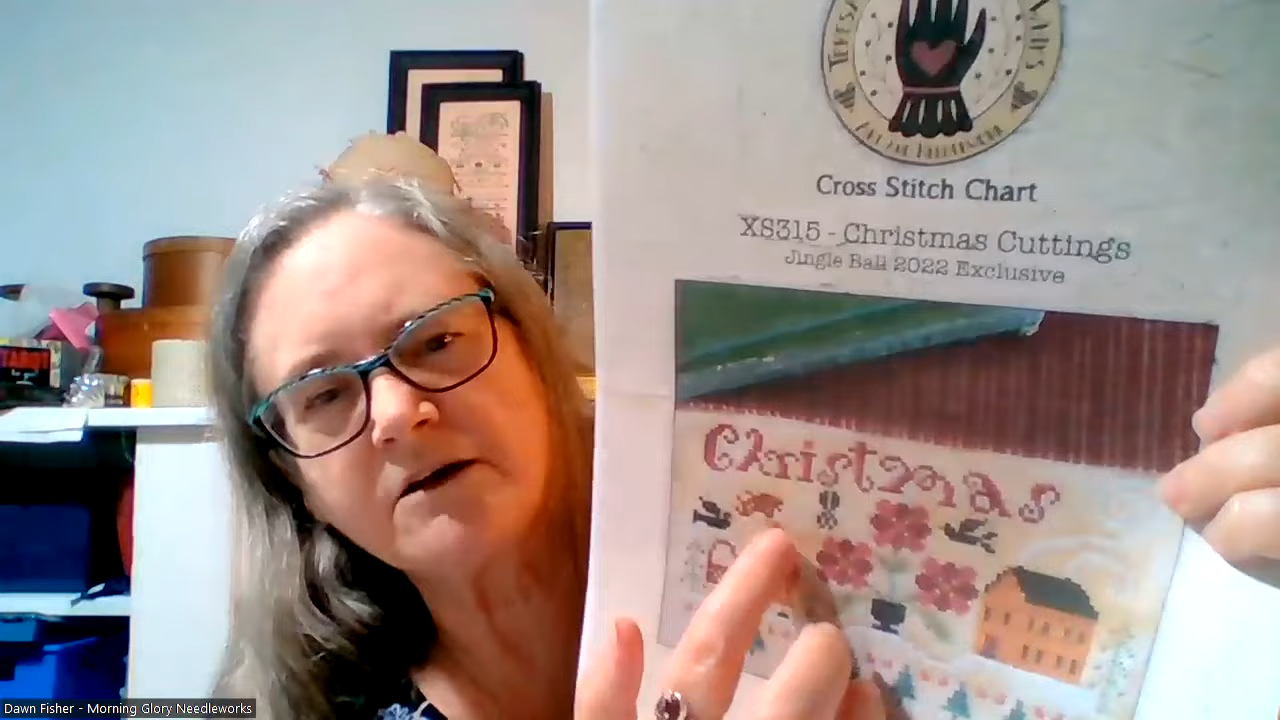 Cross Stitch Chart
XS315 - Christmas Cuttings
Jingle Ball 2022 Exclusive
Christmas
Dawn Fisher - Morning Glory Needleworks